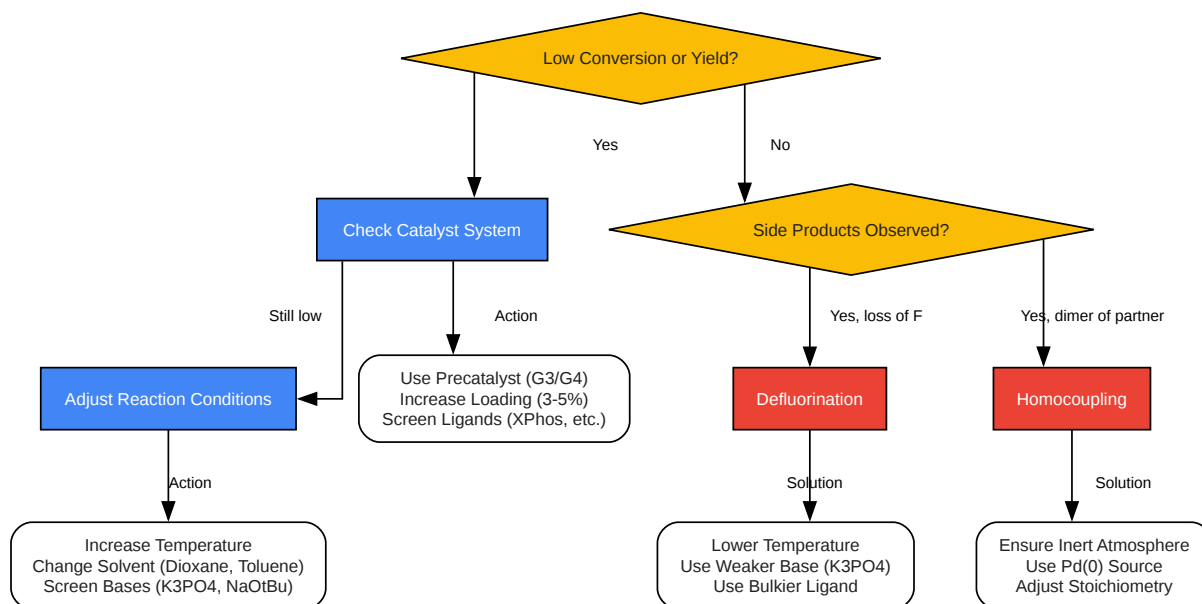 Low Conversion or Yield?
Yes
No
Check Catalyst System
Side Products Observed?
Still low
Action
Yes, loss of F
Yes, dimer of partner
Adjust Reaction Conditions
Use Precatalyst (G3/G4)
Increase Loading (3-5%)
Screen Ligands (XPhos, etc.)
Defluorination
Homocoupling
Action
Solution
Solution
Increase Temperature
Change Solvent (Dioxane, Toluene)
Screen Bases (K3PO4, NaOtBu)
Lower Temperature
Use Weaker Base (K3PO4)
Use Bulkier Ligand
Ensure Inert Atmosphere
Use Pd(0) Source
Adjust Stoichiometry